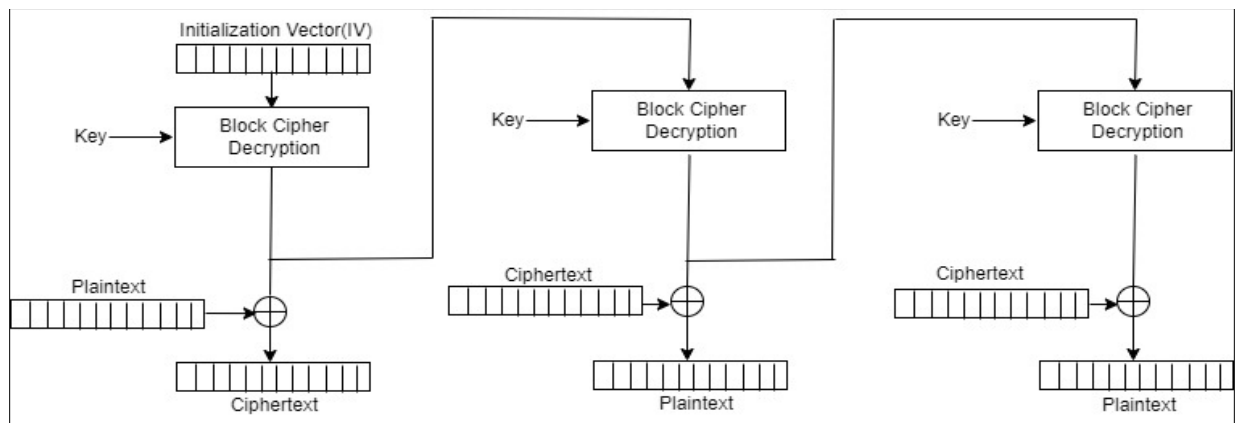 Initialization Vector(IV)
Key
Block Cipher
Decryption
Plaintext
Ciphertext
Key
Block Cipher
Decryption
Ciphertext
Plaintext
Key
Block Cipher
Decryption
Ciphertext
Plaintext